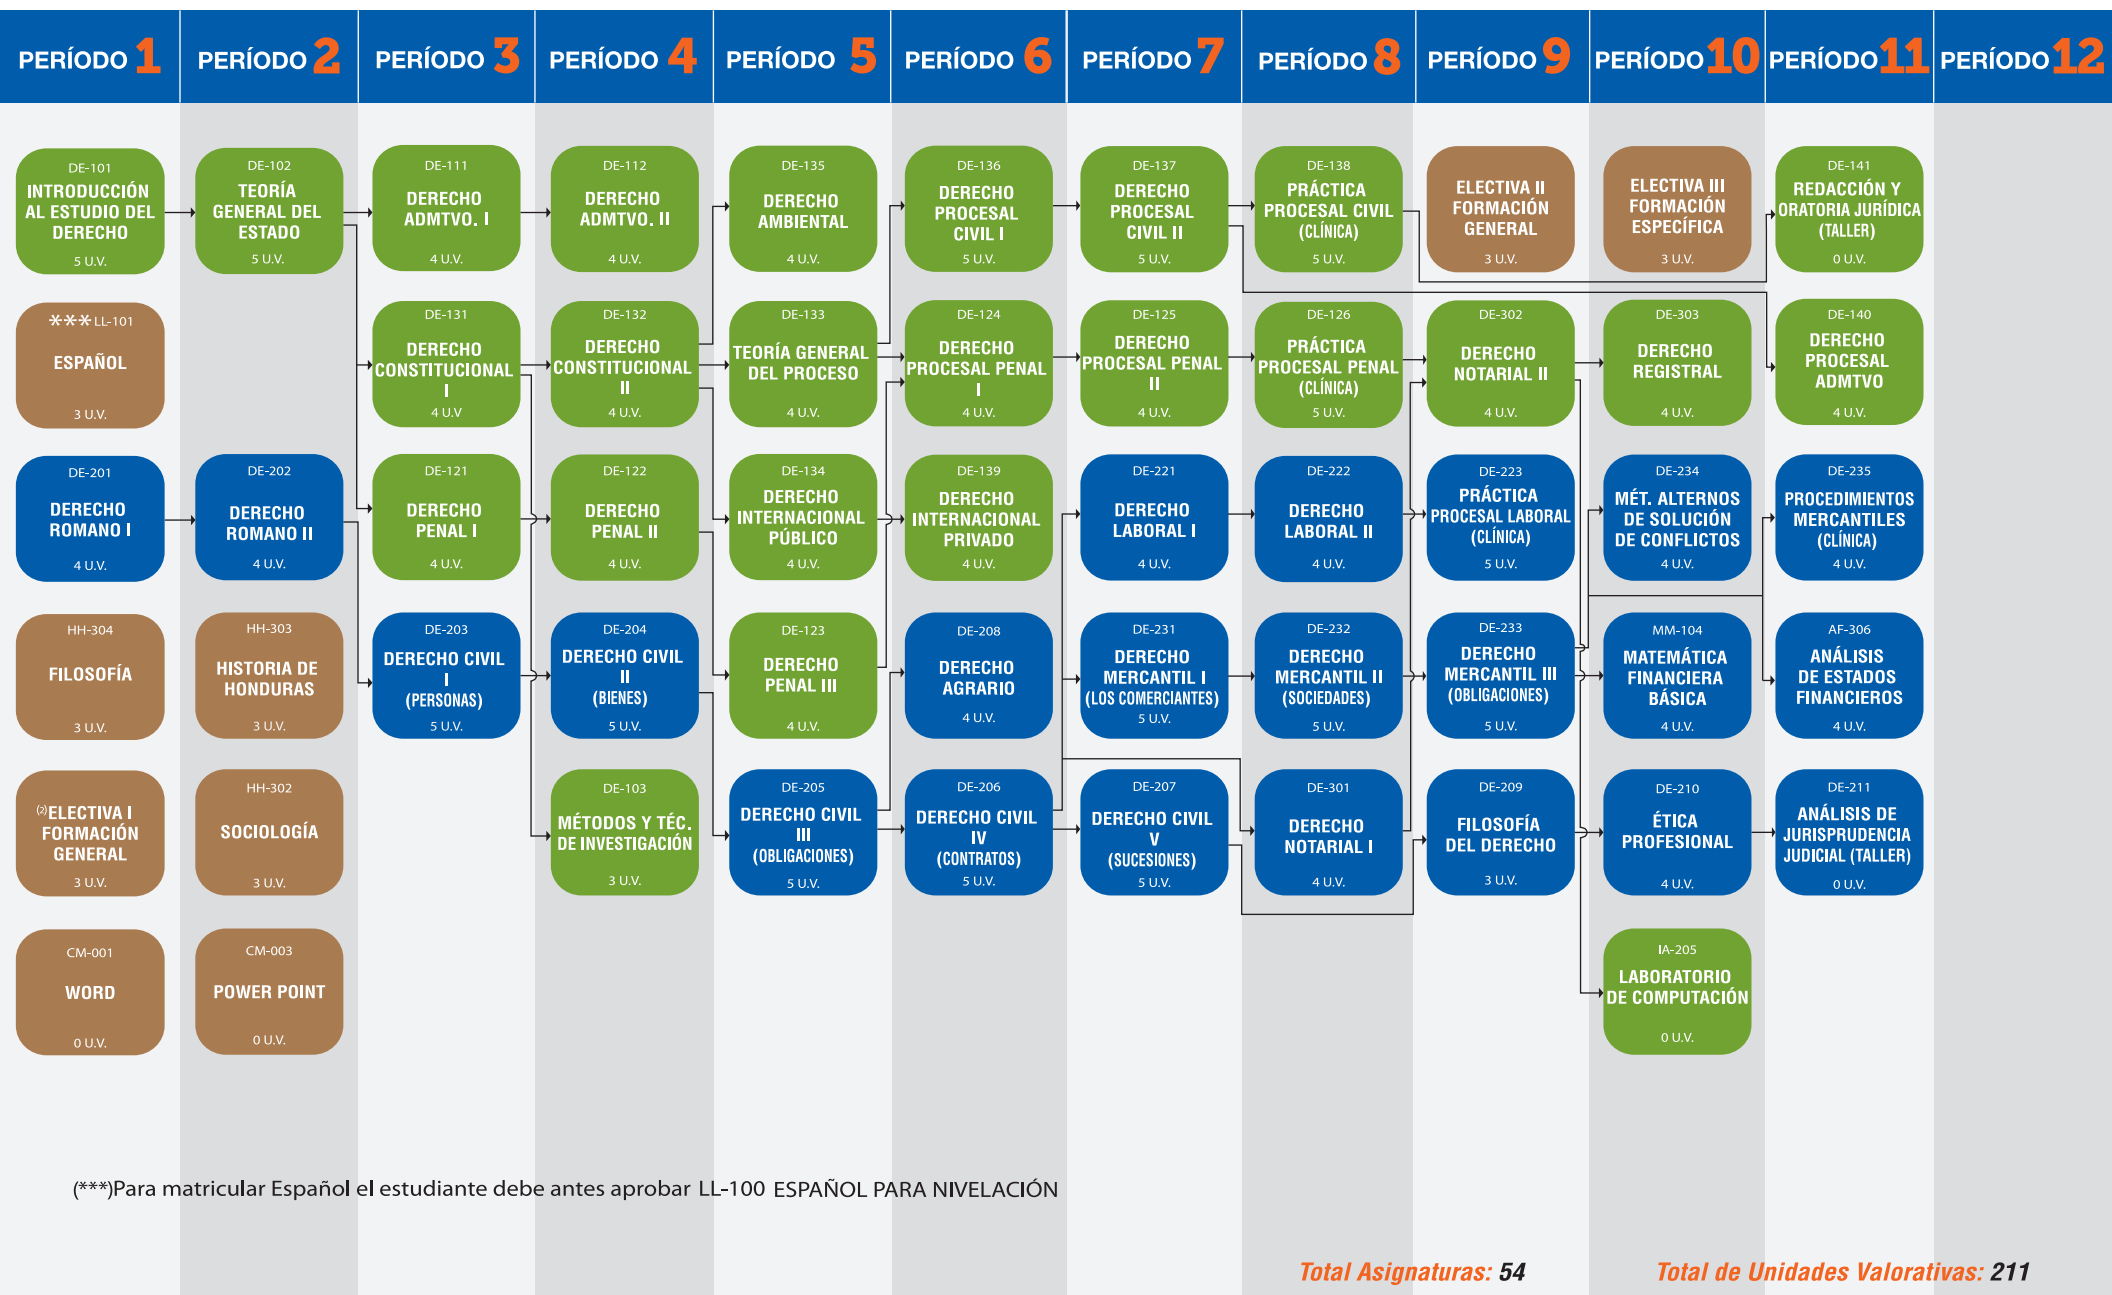 PERÍODO 1
PERÍODO 2
PERÍODO 3
PERÍODO 4
PERÍODO 5
PERÍODO 6
PERÍODO 7
PERÍODO 8
PERÍODO 9
PERÍODO 10
PERÍODO 11
PERÍODO 12
DE-101
INTRODUCCIÓN
AL ESTUDIO DEL
DERECHO
5 U.V.
DE-102
TEORÍA
GENERAL DEL
ESTADO
5 U.V.
DE-111
DERECHO
ADMTVO. I
4 U.V.
DE-112
DERECHO
ADMTVO. II
4 U.V.
DE-135
DERECHO
AMBIENTAL
4 U.V.
DE-136
DERECHO
PROCESAL
CIVIL I
5 U.V.
DE-137
DERECHO
PROCESAL
CIVIL II
5 U.V.
DE-138
PRÁCTICA
PROCESAL CIVIL
(CLÍNICA)
5 U.V.
ELECTIVA II
FORMACIÓN
GENERAL
3 U.V.
ELECTIVA III
FORMACIÓN
ESPECÍFICA
3 U.V.
DE-141
REDACCIÓN Y
ORATORIA JURÍDICA
(TALLER)
0 U.V.
***LL-101
ESPAÑOL
3 U.V.
DE-131
DERECHO
CONSTITUCIONAL
I
4 U.V
DE-132
DERECHO
CONSTITUCIONAL
II
4 U.V.
DE-133
TEORÍA GENERAL
DEL PROCESO
4 U.V.
DE-124
DERECHO
PROCESAL PENAL
I
4 U.V.
DE-125
DERECHO
PROCESAL PENAL
II
4 U.V.
DE-126
PRÁCTICA
PROCESAL PENAL
(CLÍNICA)
5 U.V.
DE-302
DERECHO
NOTARIAL II
4 U.V.
DE-303
DERECHO
REGISTRAL
4 U.V.
DE-140
DERECHO
PROCESAL
ADMTVO
4 U.V.
DE-201
DERECHO
ROMANO I
4 U.V.
DE-202
DERECHO
ROMANO II
4 U.V.
DE-121
DERECHO
PENAL I
4 U.V.
DE-122
DERECHO
PENAL II
4 U.V.
DE-134
DERECHO
INTERNACIONAL
PÚBLICO
4 U.V.
DE-139
DERECHO
INTERNACIONAL
PRIVADO
4 U.V.
DE-221
DERECHO
LABORAL I
4 U.V.
DE-222
DERECHO
LABORAL II
4 U.V.
DE-223
PRÁCTICA
PROCESAL LABORAL
(CLÍNICA)
5 U.V.
DE-234
MÉT. ALTERNOS
DE SOLUCIÓN
DE CONFLICTOS
4 U.V.
DE-235
PROCEDIMIENTOS
MERCANTILES
(CLÍNICA)
4 U.V.
HH-304
FILOSOFÍA
3 U.V.
HH-303
HISTORIA DE
HONDURAS
3 U.V.
DE-203
DERECHO CIVIL
I
(PERSONAS)
5 U.V.
DE-204
DERECHO CIVIL
II
(BIENES)
5 U.V.
DE-123
DERECHO
PENAL III
4 U.V.
DE-208
DERECHO
AGRARIO
4 U.V.
DE-231
DERECHO
MERCANTIL I
(LOS COMERCIANTES)
5 U.V.
DE-232
DERECHO
MERCANTIL II
(SOCIEDADES)
5 U.V.
DE-233
DERECHO
MERCANTIL III
(OBLIGACIONES)
5 U.V.
MM-104
MATEMÁTICA
FINANCIERA
BÁSICA
4 U.V.
AF-306
ANÁLISIS
DE ESTADOS
FINANCIEROS
4 U.V.
(2)ELECTIVA I
FORMACIÓN
GENERAL
3 U.V.
HH-302
SOCIOLOGÍA
3 U.V.
DE-103
MÉTODOS Y TÉC.
DE INVESTIGACIÓN
3 U.V.
DE-205
DERECHO CIVIL
III
(OBLIGACIONES)
5 U.V.
DE-206
DERECHO CIVIL
IV
(CONTRATOS)
5 U.V.
DE-207
DERECHO CIVIL
V
(SUCESIONES)
5 U.V.
DE-301
DERECHO
NOTARIAL I
4 U.V.
DE-209
FILOSOFÍA
DEL DERECHO
3 U.V.
DE-210
ÉTICA
PROFESIONAL
4 U.V.
DE-211
ANÁLISIS DE
JURISPRUDENCIA
JUDICIAL (TALLER)
0 U.V.
CM-001
WORD
0 U.V.
CM-003
POWER POINT
0 U.V.
IA-205
LABORATORIO
DE COMPUTACIÓN
0 U.V.
(***)Para matricular Español el estudiante debe antes aprobar LL-100 ESPAÑOL PARA NIVELACIÓN
Total Asignaturas: 54
Total de Unidades Valorativas: 211